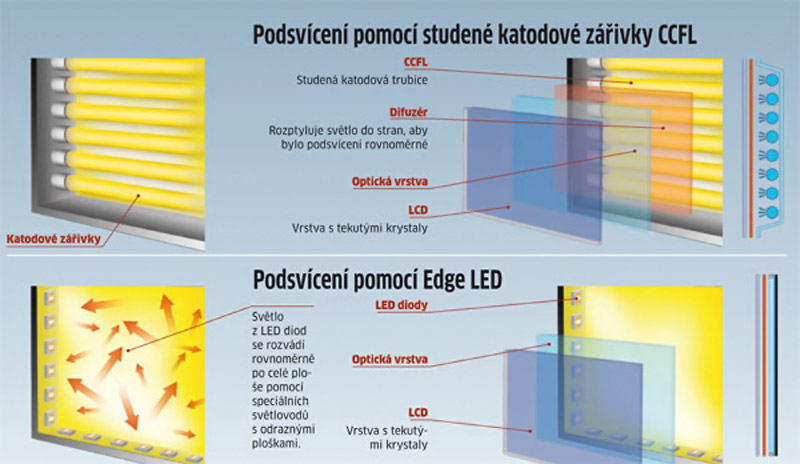 Podsvícení pomocí studené katodové zářivky CCFL
CCFL
Studená katodová trubice
Difuzér
Rozptyluje světlo do stran, aby
bylo podsvícení rovnoměrné
Optická vrstva
LCD
Vrstva s tekutými krystaly
Katodové zářivky
Podsvícení pomocí Edge LED
Světlo
z LED diod
se rozvádí
rovnoměrně
po celé plo-
še pomocí
speciálních
světlovodů
s odraznými
ploškami.
LED diody
Optická vrstva
LCD
Vrstva s tekutý-
mi krystaly